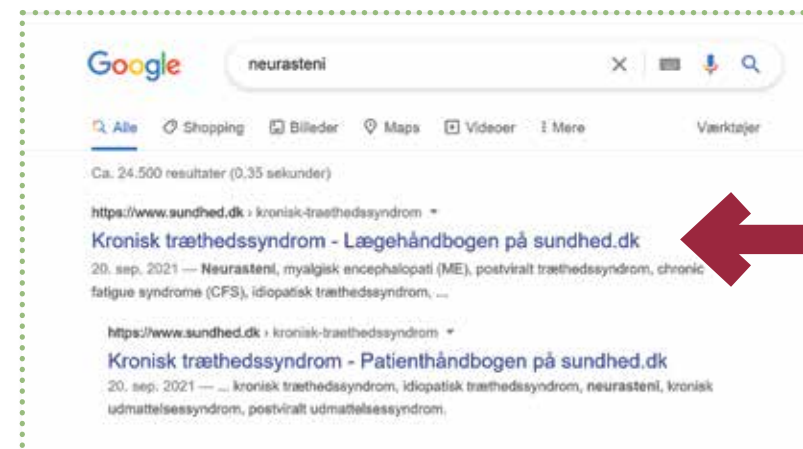 Google
neurasteni
Alle Shopping Billeder Maps Videoer Mere Værktøjer
Ca. 24.500 resultater (0,35 sekunder)
https://www.sundhed.dk › kronisk-traethedssyndrom
Kronisk træthedssyndrom - Lægehåndbogen på sundhed.dk
20. sep. 2021 — Neurasteni, myalgisk encephalopati (ME), postviralt træthedssyndrom, chronic
fatigue syndrome (CFS), idiopatisk træthedssyndrom, ...
https://www.sundhed.dk › kronisk-traethedssyndrom
Kronisk træthedssyndrom - Patienthåndbogen på sundhed.dk
20. sep. 2021 — ... kronisk træthedssyndrom, idiopatisk træthedssyndrom, neurasteni, kronisk
udmattelsessyndrom, postviralt udmattelsessyndrom.